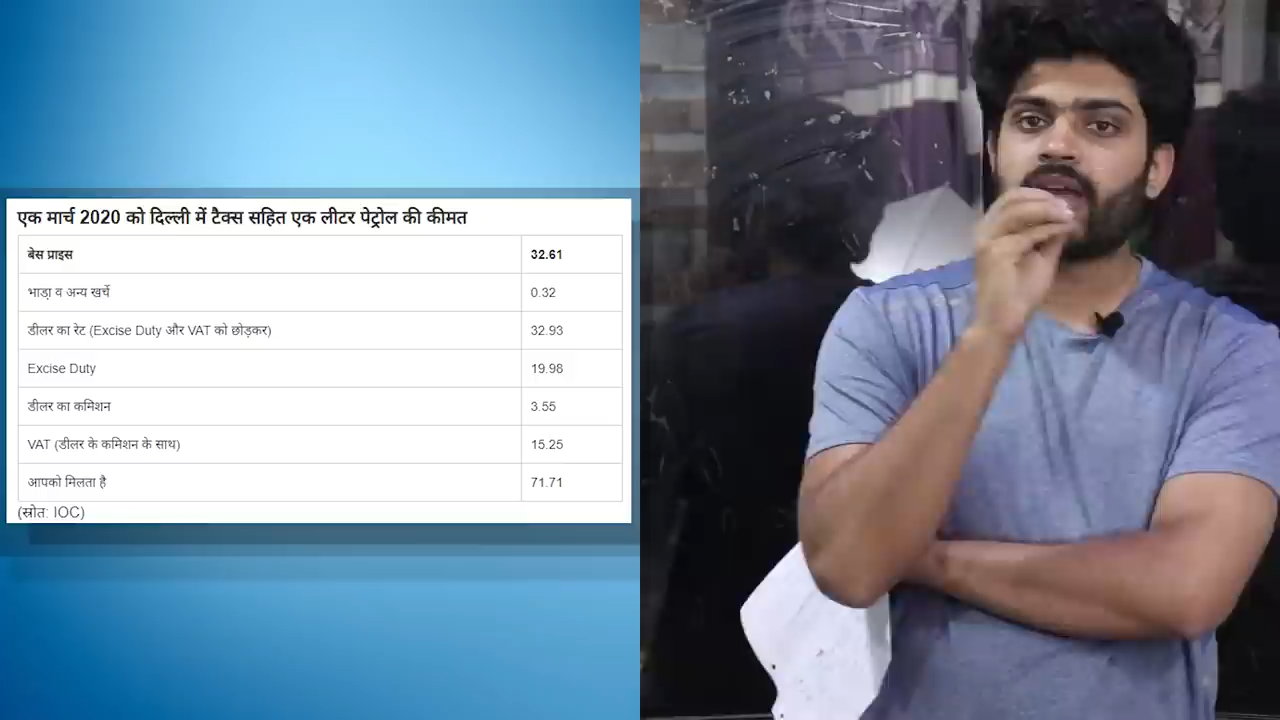 एक मार्च 2020 को दिल्ली में टैक्स सहित एक लीटर पेट्रोल की कीमत
बेस प्राइस 32.61
भाड़ा व अन्य खर्चे 0.32
डीलर का रेट (Excise Duty और VAT को छोड़कर) 32.93
Excise Duty 19.98
डीलर का कमिशन 3.55
VAT (डीलर के कमिशन के साथ) 15.25
आपको मिलता है 71.71
(स्रोत: IOC)